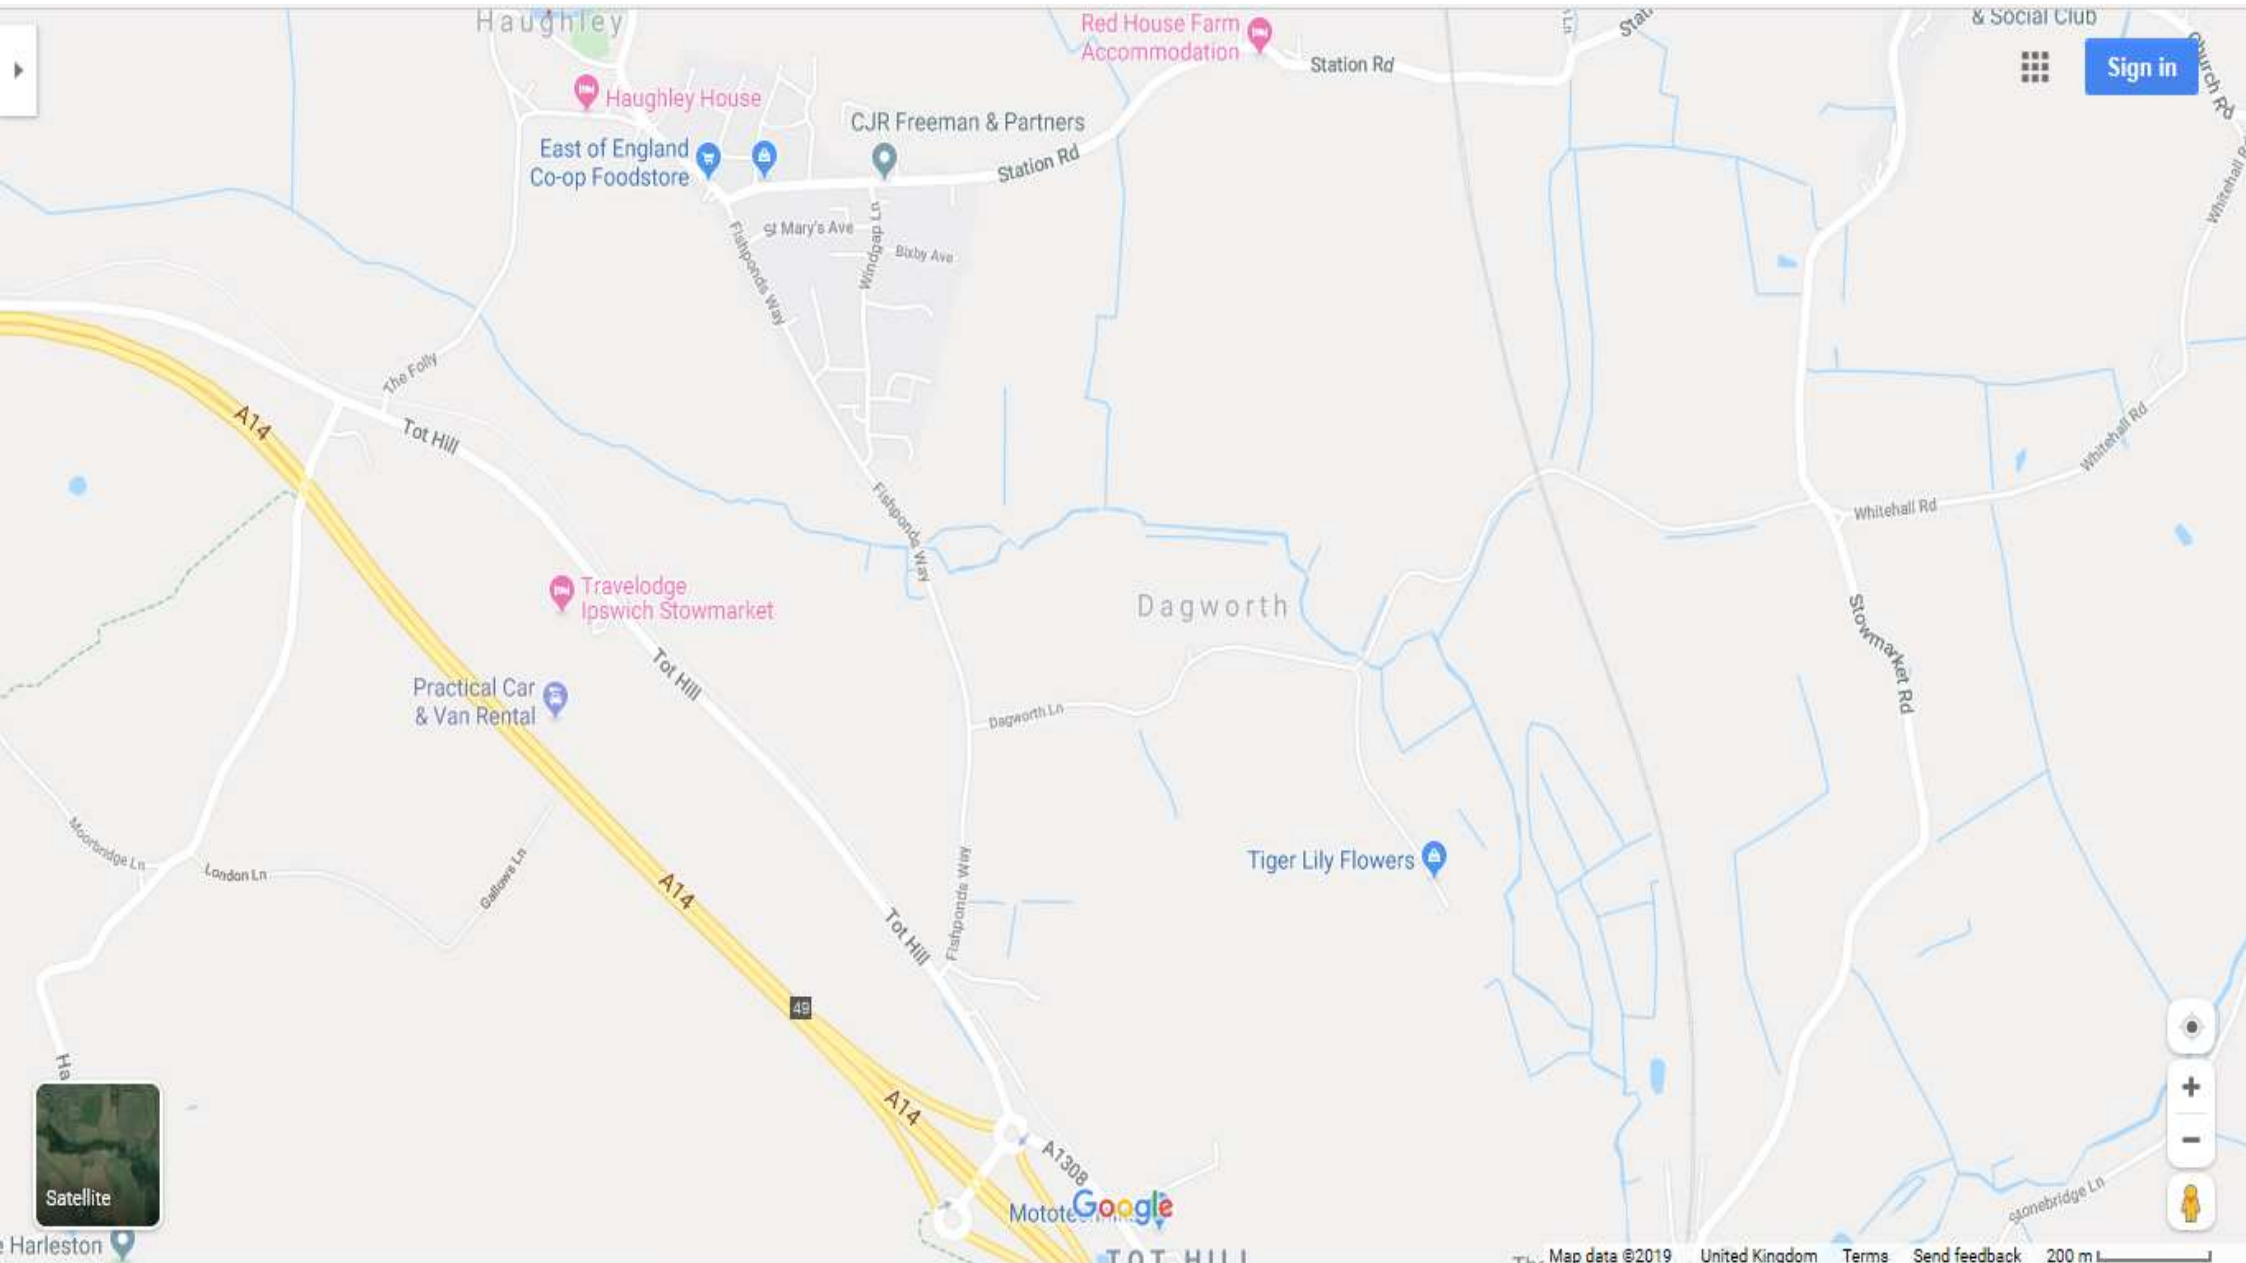 Haughley
Red House Farm
Accommodation
Station Rd
& Social Club
Sign in
Church Rd
Haughley House
CJR Freeman & Partners
East of England
Co-op Foodstore
Station Rd
Whitehall R
St Mary's Ave
Windgap Ln
Bixby Ave
Fishponds Way
The Folly
A14
Tot Hill
Whitehall Rd
Fishponds Way
Whitehall Rd
Travelodge
Ipswich Stowmarket
Dagworth
Stowmarket Rd
Tot Hill
Practical Car
& Van Rental
Dagworth Ln
Moorbridge Ln
London Ln
Gallows Ln
Tiger Lily Flowers
A14
Fishponds Way
Tot Hill
49
Ha
A14
A1308
Satellite
Google
Stonebridge Ln
e Harleston
TOT HILL
Map data ©2019 United Kingdom Terms Send feedback 200 m